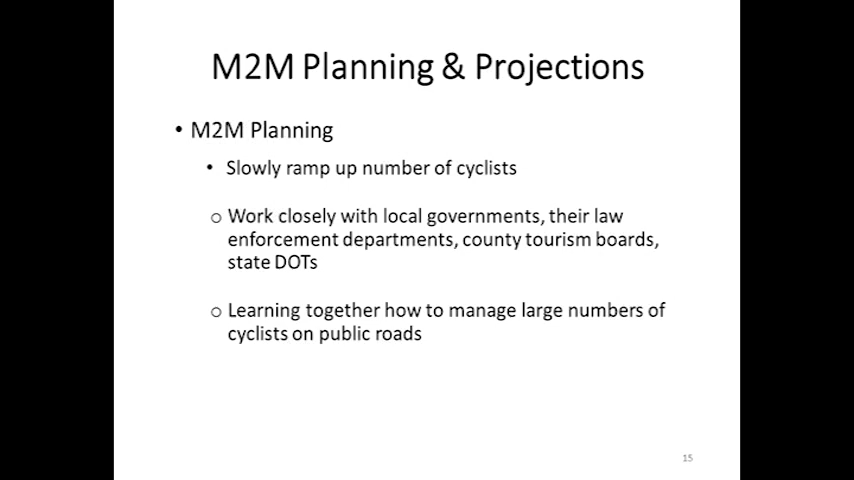 M2M Planning & Projections
• M2M Planning
• Slowly ramp up number of cyclists
o Work closely with local governments, their law
enforcement departments, county tourism boards,
state DOTs
o Learning together how to manage large numbers of
cyclists on public roads
15